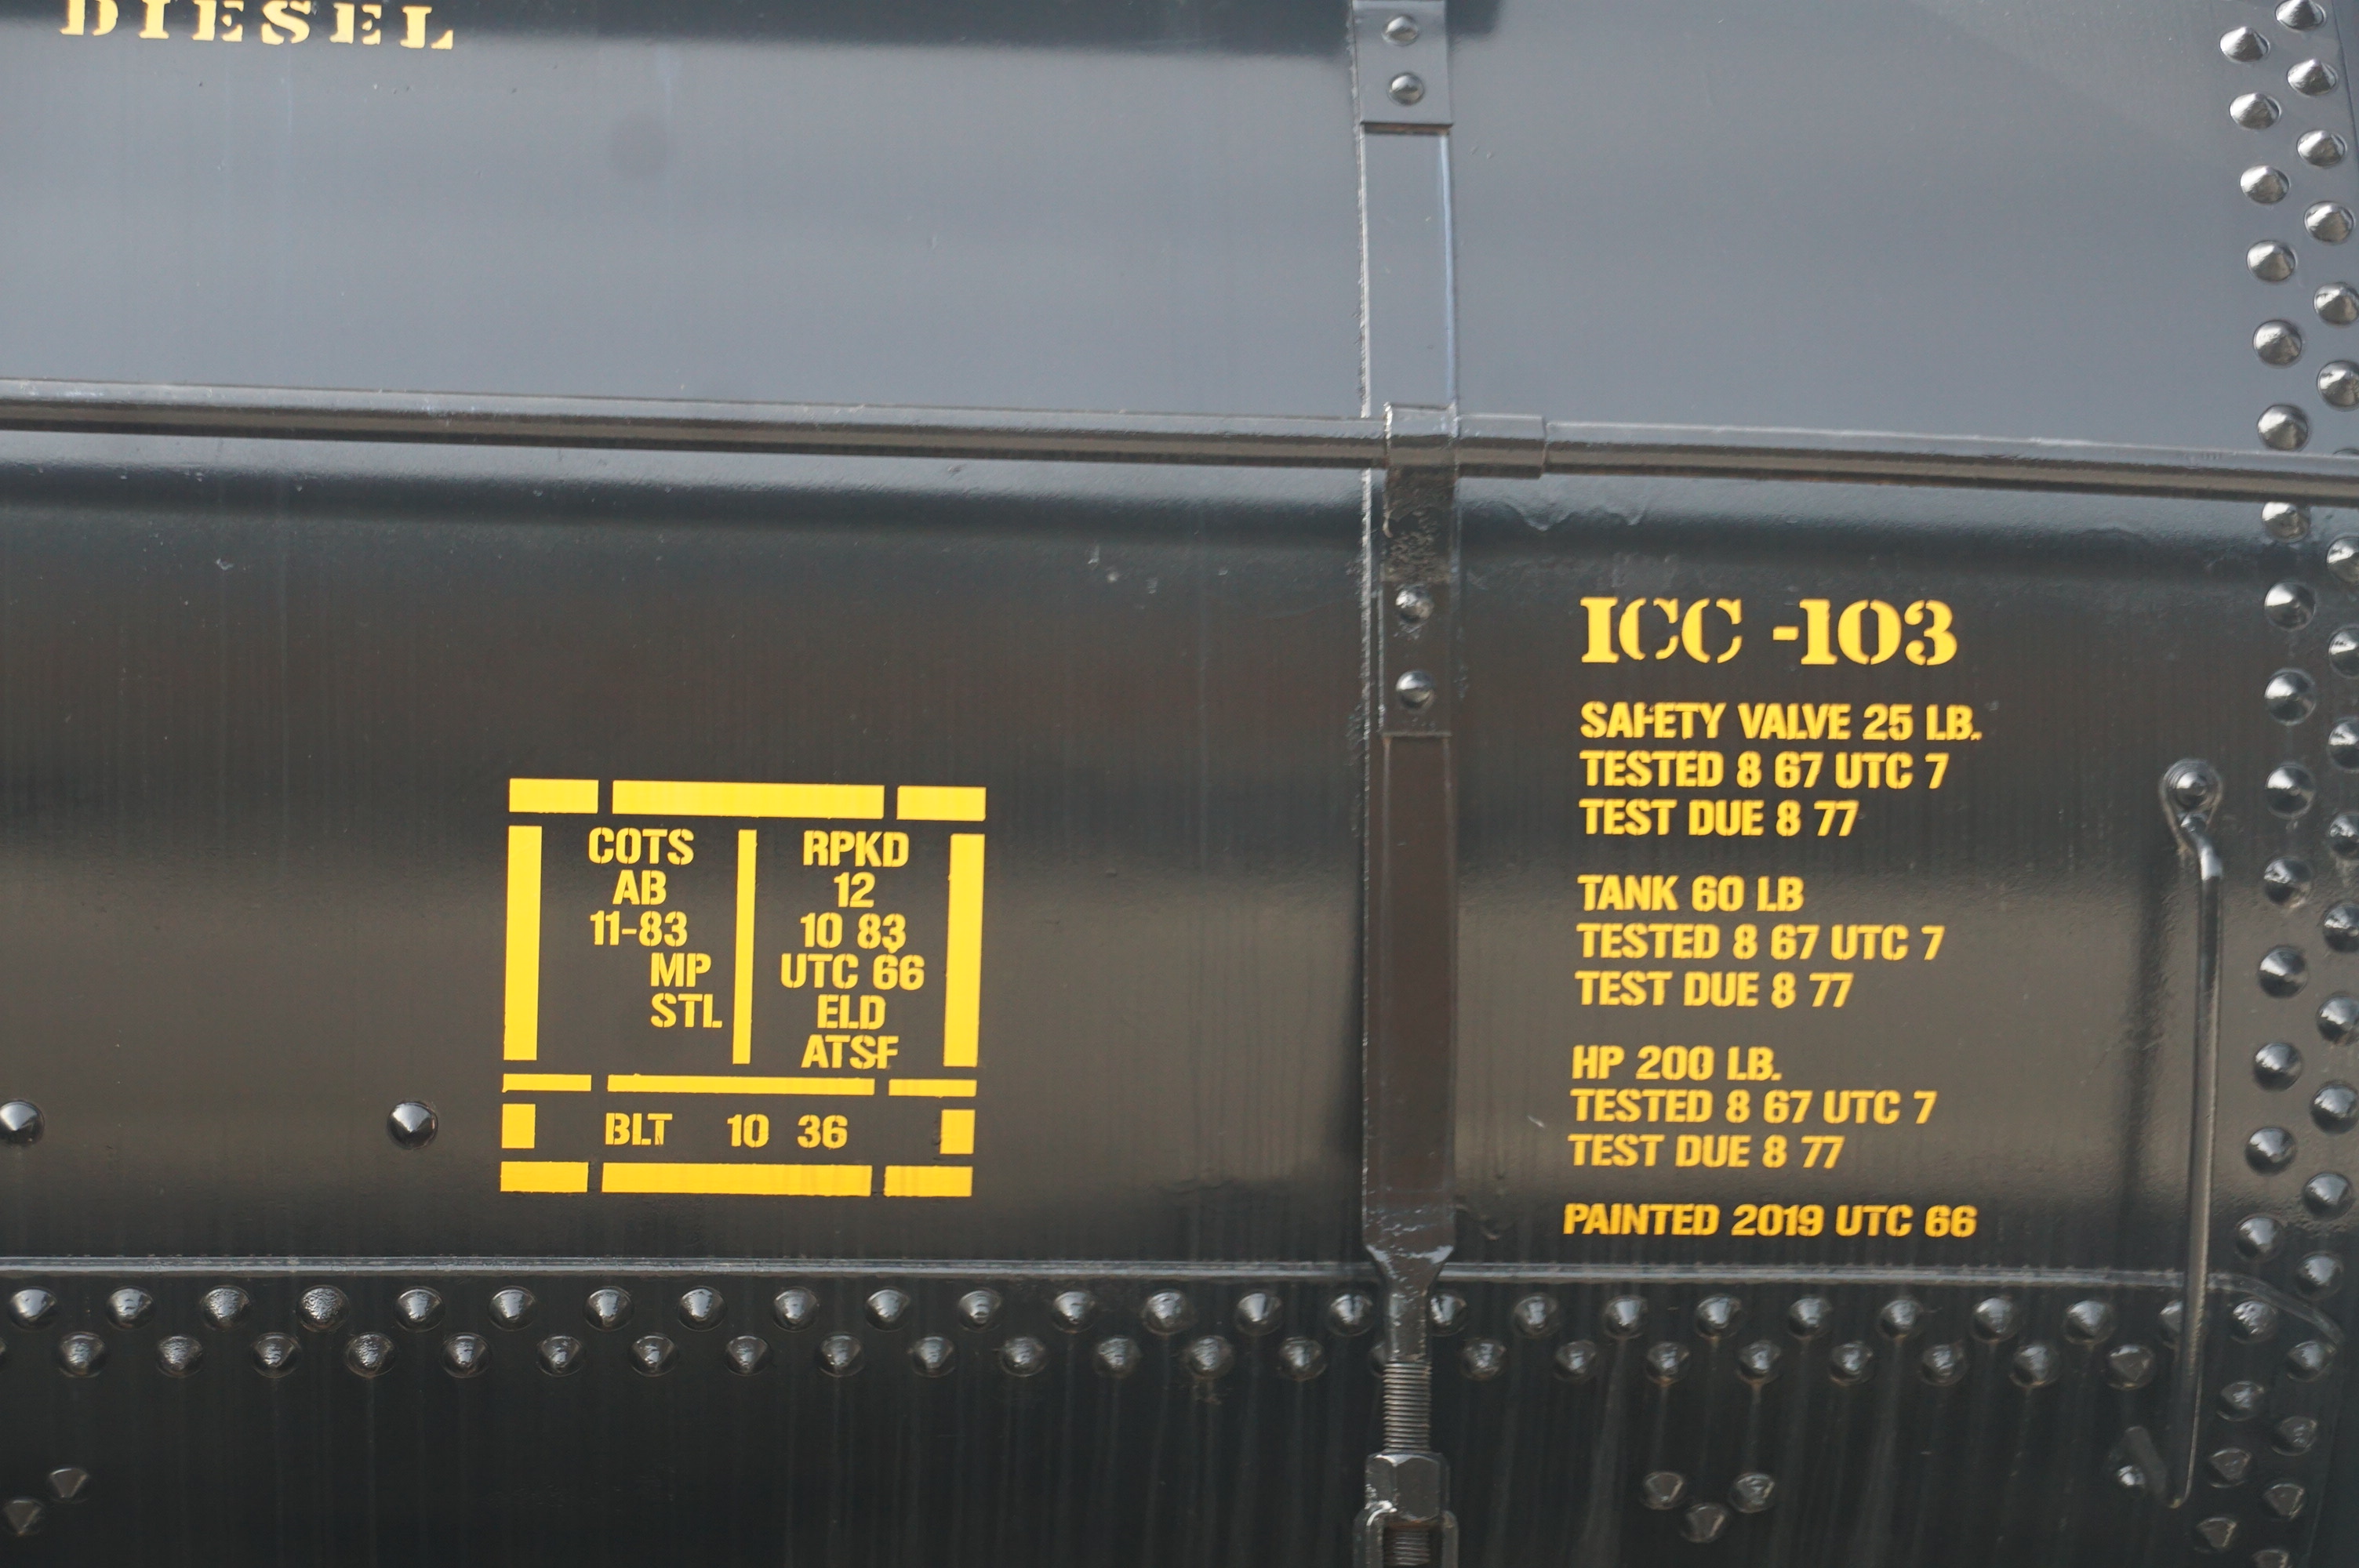 DIESEL
COTS
AB
11-83
MP
STL
RPKD
12
10 83
UTC 66
ELD
ATSF
BLT 10 36
ICC -103
SAFETY VALVE 25 LB.
TESTED 8 67 UTC 7
TEST DUE 8 77
TANK 60 LB
TESTED 8 67 UTC 7
TEST DUE 8 77
HP 200 LB.
TESTED 8 67 UTC 7
TEST DUE 8 77
PAINTED 2019 UTC 66